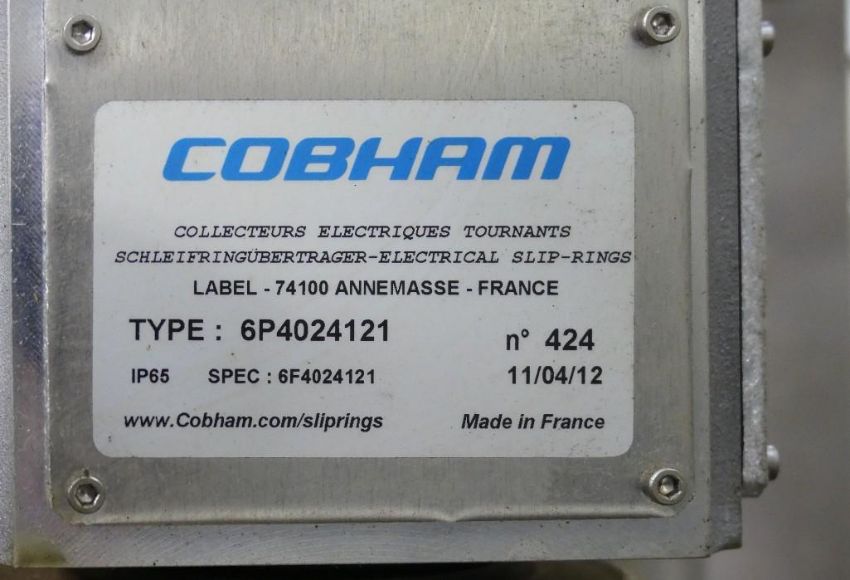 COBHAM
COLLECTEURS ELECTRIQUES TOURNANTS
SCHLEIFRINGÜBERTRAGER-ELECTRICAL SLIP-RINGS
LABEL - 74100 ANNEMASSE - FRANCE
TYPE : 6P4024121 n° 424
IP65 SPEC : 6F4024121 11/04/12
www.Cobham.com/sliprings Made in France